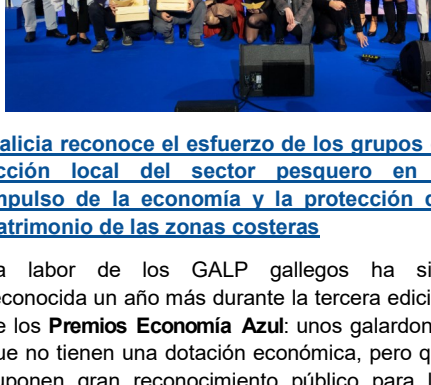 alicia reconoce el esfuerzo de los grupos
cción local del sector pesquero en
mpulso de la economía y la protección d
atrimonio de las zonas costeras
a labor de los GALP gallegos ha si
econocida un año más durante la tercera edici
e los Premios Economía Azul: unos galardon
ue no tienen una dotación económica, pero q
uponen gran reconocimiento público para l